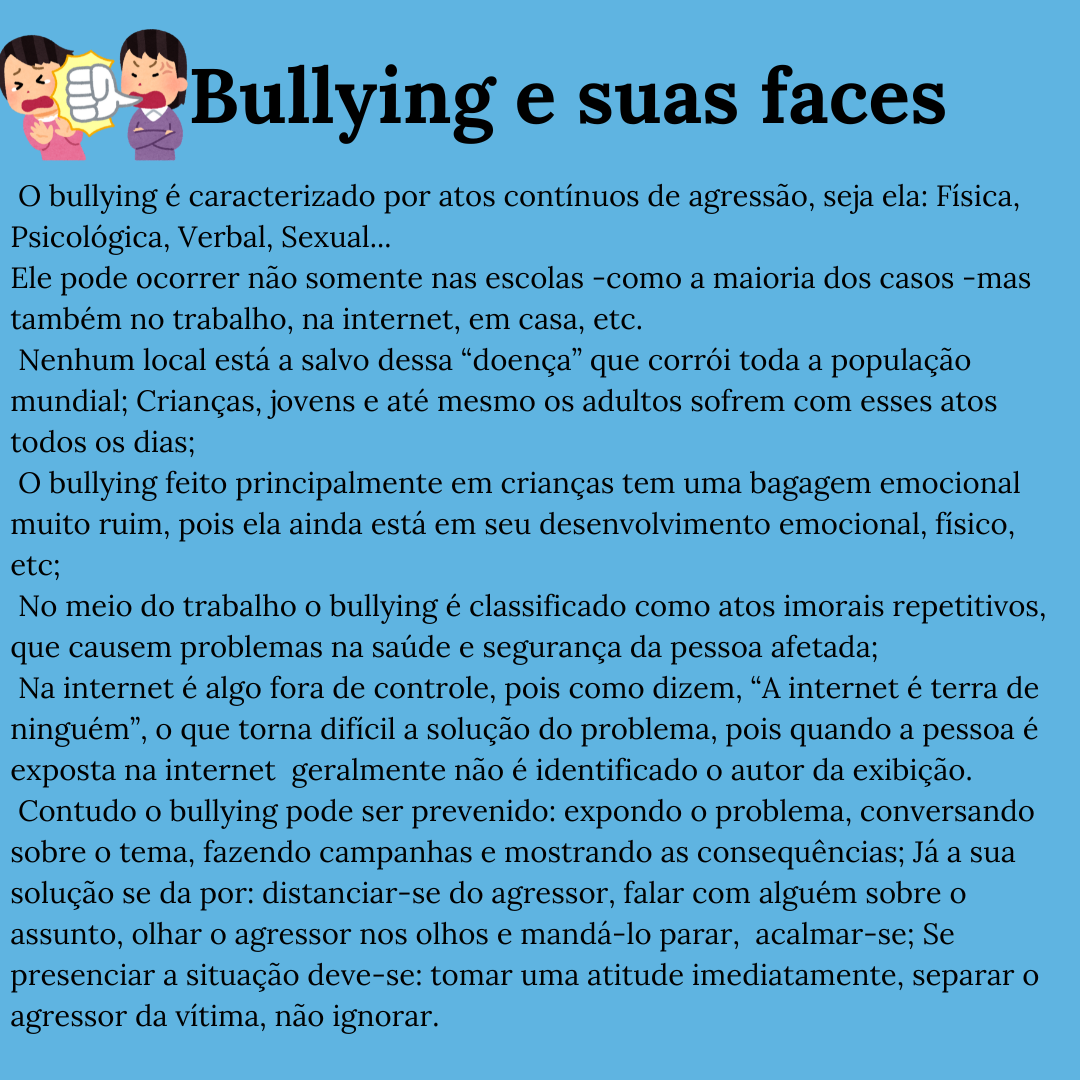 Bullying e suas faces
O bullying é caracterizado por atos contínuos de agressão, seja ela: Física,
Psicológica, Verbal, Sexual...
Ele pode ocorrer não somente nas escolas -como a maioria dos casos -mas
também no trabalho, na internet, em casa, etc.
Nenhum local está a salvo dessa “doença” que corrói toda a população
mundial; Crianças, jovens e até mesmo os adultos sofrem com esses atos
todos os dias;
O bullying feito principalmente em crianças tem uma bagagem emocional
muito ruim, pois ela ainda está em seu desenvolvimento emocional, físico,
etc;
No meio do trabalho o bullying é classificado como atos imorais repetitivos,
que causem problemas na saúde e segurança da pessoa afetada;
Na internet é algo fora de controle, pois como dizem, “A internet é terra de
ninguém”, o que torna difícil a solução do problema, pois quando a pessoa é
exposta na internet  geralmente não é identificado o autor da exibição.
Contudo o bullying pode ser prevenido: expondo o problema, conversando
sobre o tema, fazendo campanhas e mostrando as consequências; Já a sua
solução se da por: distanciar-se do agressor, falar com alguém sobre o
assunto, olhar o agressor nos olhos e mandá-lo parar,  acalmar-se; Se
presenciar a situação deve-se: tomar uma atitude imediatamente, separar o
agressor da vítima, não ignorar.